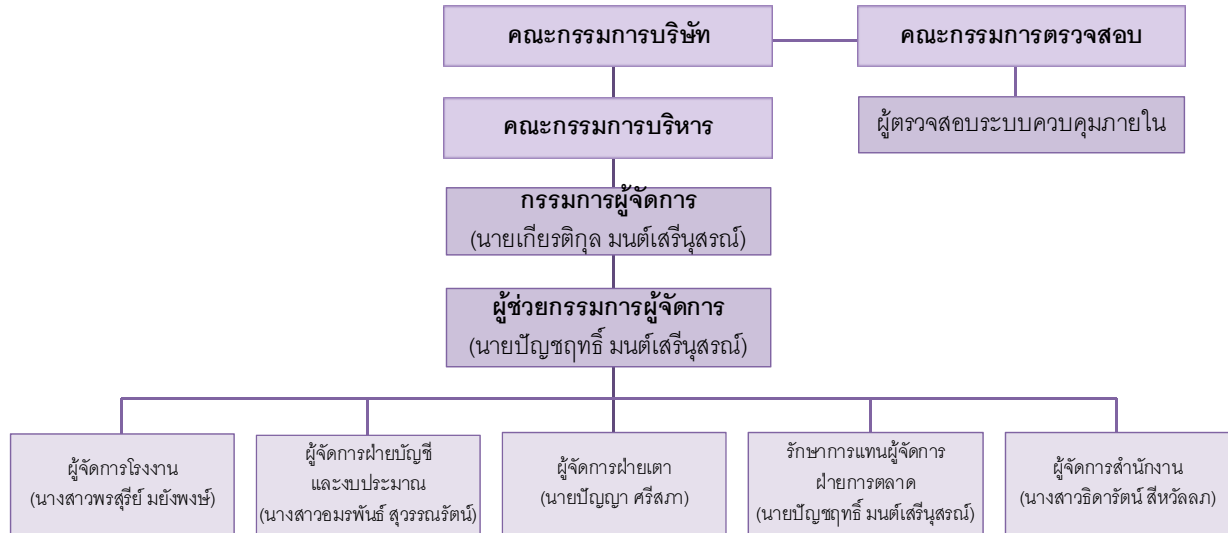 คณะกรรมการบริษัท
คณะกรรมการตรวจสอบ
คณะกรรมการบริหาร
ผู้ตรวจสอบระบบควบคุมภายใน
กรรมการผู้จัดการ
(นายเกียรติกุล มนต์เสรีนุสรณ์)
ผู้ช่วยกรรมการผู้จัดการ
(นายปัญชฤทธิ์ มนต์เสรีนุสรณ์)
ผู้จัดการโรงงาน
(นางสาวพรสุรีย์ มยังพงษ์)
ผู้จัดการฝ่ายบัญชี
และงบประมาณ
(นางสาวอมรพันธ์ สุวรรณรัตน์)
ผู้จัดการฝ่ายเตา
(นายปัญญา ศรีสภา)
รักษาการแทนผู้จัดการ
ฝ่ายการตลาด
(นายปัญชฤทธิ์ มนต์เสรีนุสรณ์)
ผู้จัดการสำนักงาน
(นางสาวธิดารัตน์ สีหวัลลภ)